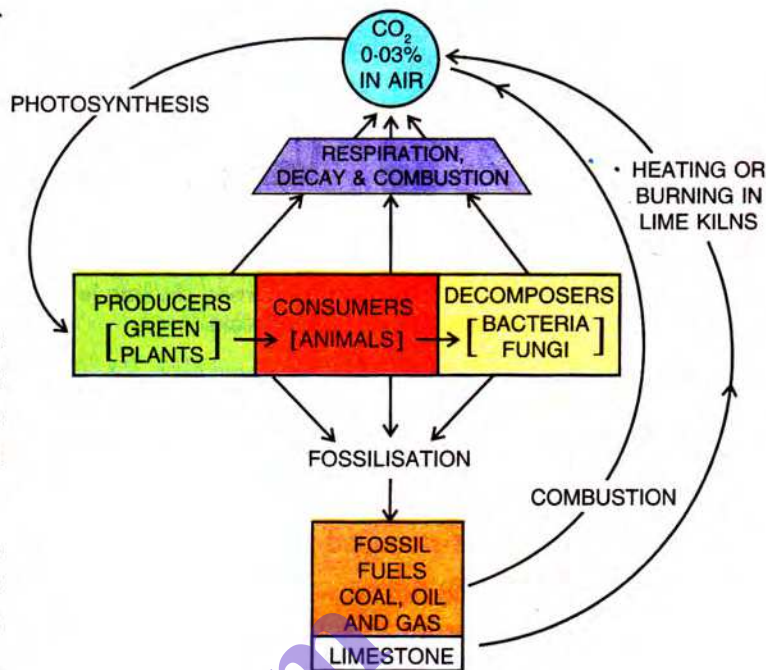 CO₂
0·03%
IN AIR
PHOTOSYNTHESIS
RESPIRATION,
DECAY & COMBUSTION
HEATING OR
BURNING IN
LIME KILNS
PRODUCERS
[GREEN
PLANTS]
CONSUMERS
[ANIMALS]
DECOMPOSERS
[BACTERIA
FUNGI]
FOSSILISATION
COMBUSTION
FOSSIL
FUELS
COAL, OIL
AND GAS
LIMESTONE